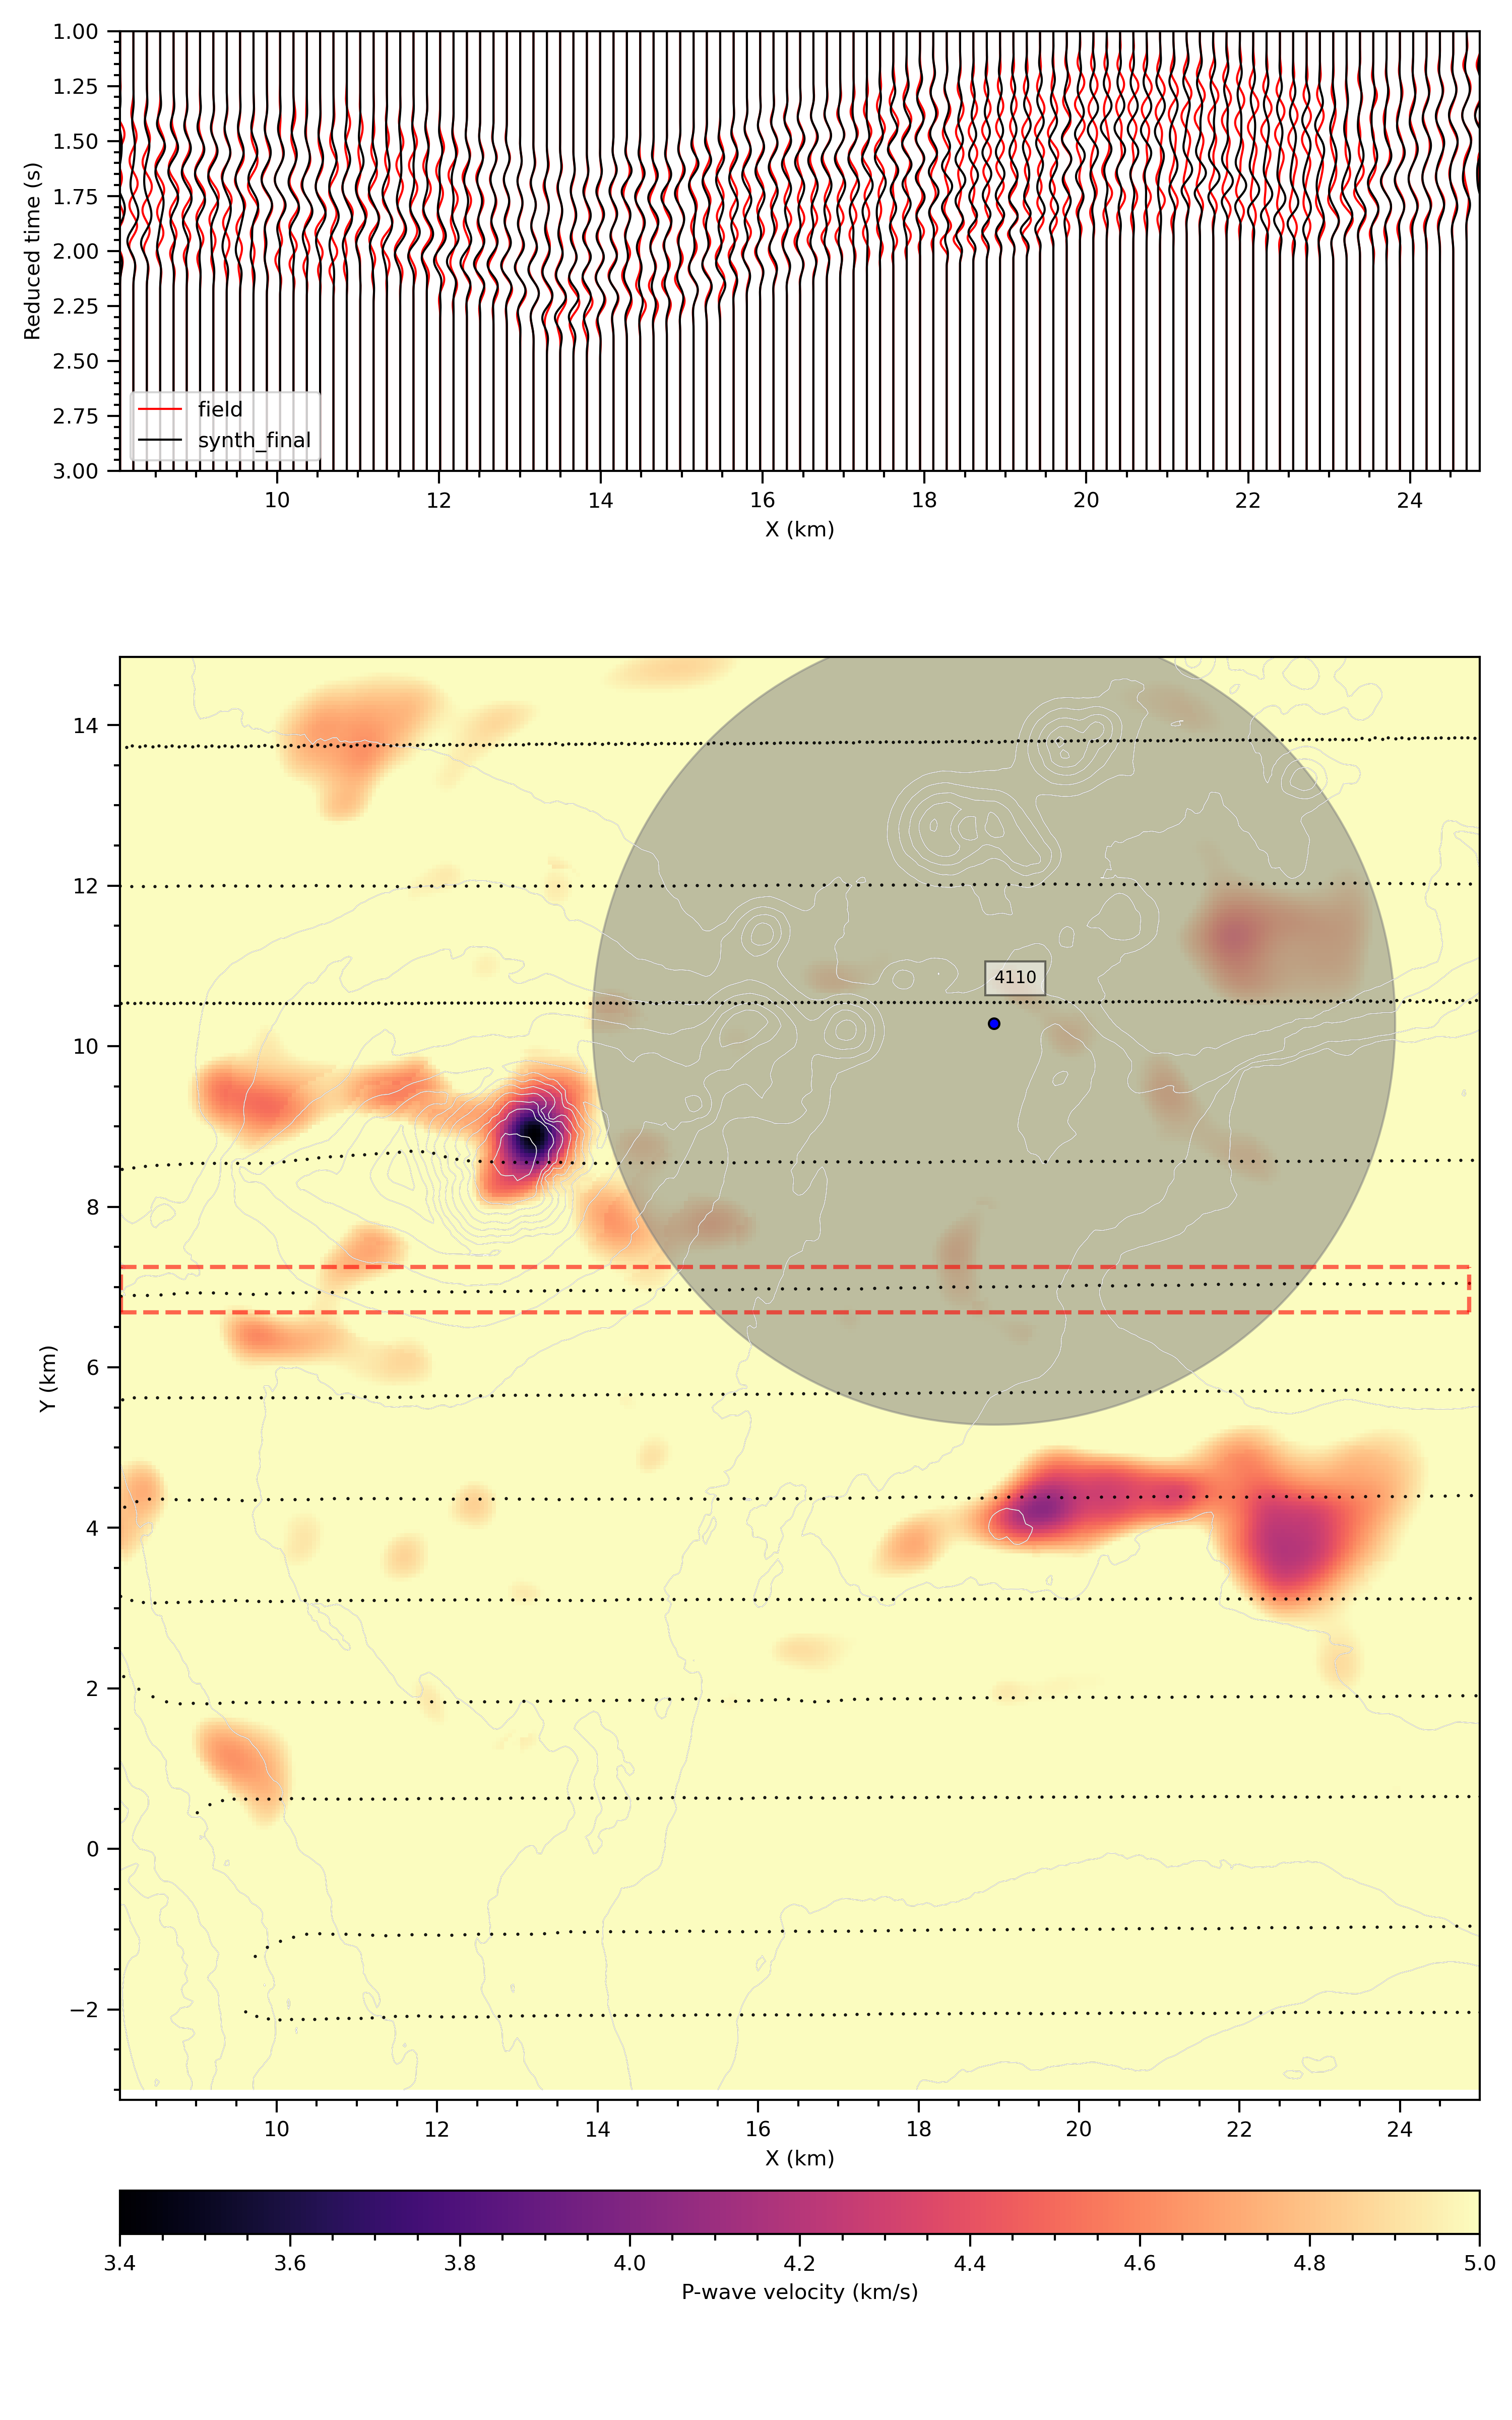 1.00
1.25
1.50
1.75
2.00
2.25
2.50
2.75
3.00
Reduced time (s)
field
synth_final
10 12 14 16 18 20 22 24
X (km)
14
12
10
8
6
4
2
0
−2
Y (km)
4110
10 12 14 16 18 20 22 24
X (km)
3.4 3.6 3.8 4.0 4.2 4.4 4.6 4.8 5.0
P-wave velocity (km/s)